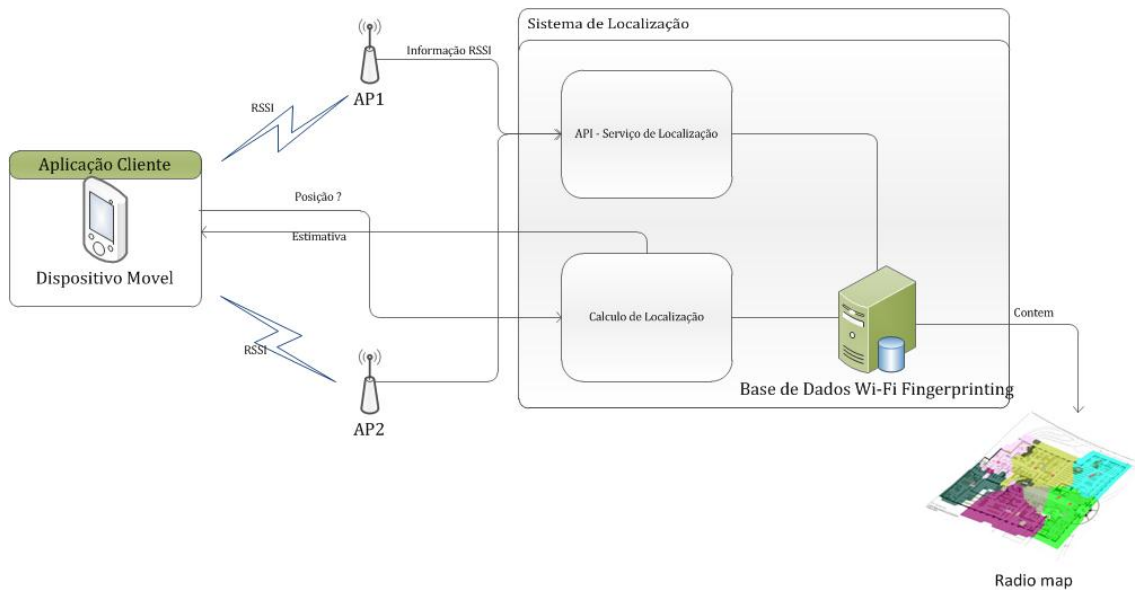 Sistema de Localização
Informação RSSI
AP1
RSSI
API - Serviço de Localização
Aplicação Cliente
Posição ?
Estimativa
Dispositivo Movel
Calculo de Localização
Contem
RSSI
Base de Dados Wi-Fi Fingerprinting
AP2
Radio map